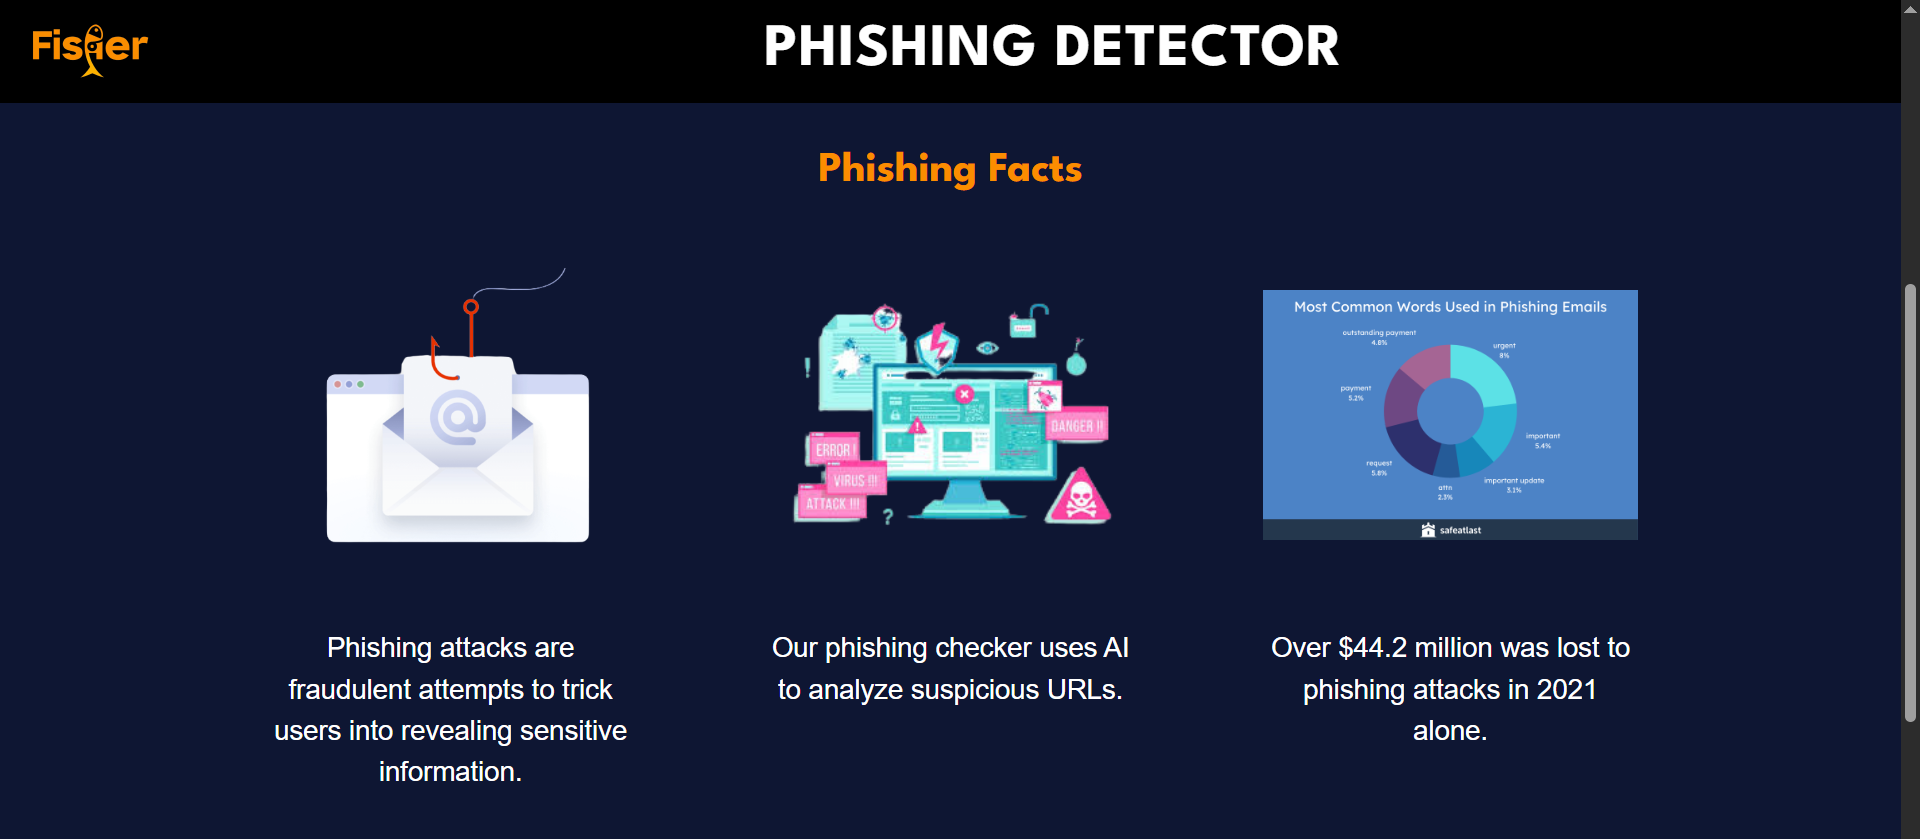 Fisher
PHISHING DETECTOR
Phishing Facts
ERROR !
VIRUS !!!
ATTACK !!!
DANGER !!
?
Most Common Words Used in Phishing Emails
outstanding payment
4.8%
urgent
8%
payment
5.2%
important
5.4%
request
5.8%
attn
2.3%
important update
3.1%
safeatlast
Phishing attacks are
fraudulent attempts to trick
users into revealing sensitive
information.
Our phishing checker uses AI
to analyze suspicious URLs.
Over $44.2 million was lost to
phishing attacks in 2021
alone.